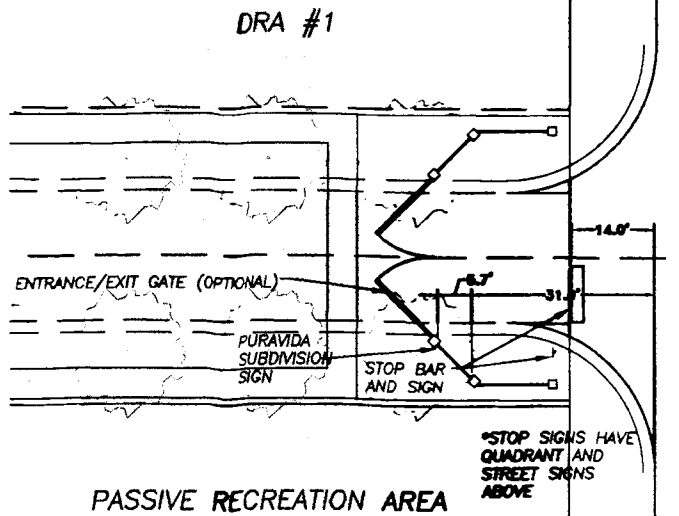 DRA #1
14.0'
ENTRANCE/EXIT GATE (OPTIONAL)
PURAVIDA
SUBDIVISION
SIGN
STOP BAR
AND SIGN
*STOP SIGNS HAVE
QUADRANT AND
STREET SIGNS
ABOVE
PASSIVE RECREATION AREA